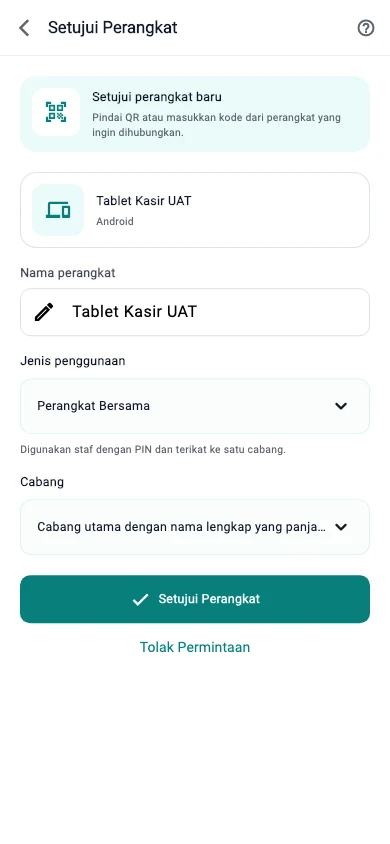 Setujui Perangkat
Setujui perangkat baru
Pindai QR atau masukkan kode dari perangkat yang
ingin dihubungkan.
Tablet Kasir UAT
Android
Nama perangkat
Tablet Kasir UAT
Jenis penggunaan
Perangkat Bersama
Digunakan staf dengan PIN dan terikat ke satu cabang.
Cabang
Cabang utama dengan nama lengkap yang panja...
Setujui Perangkat
Tolak Permintaan